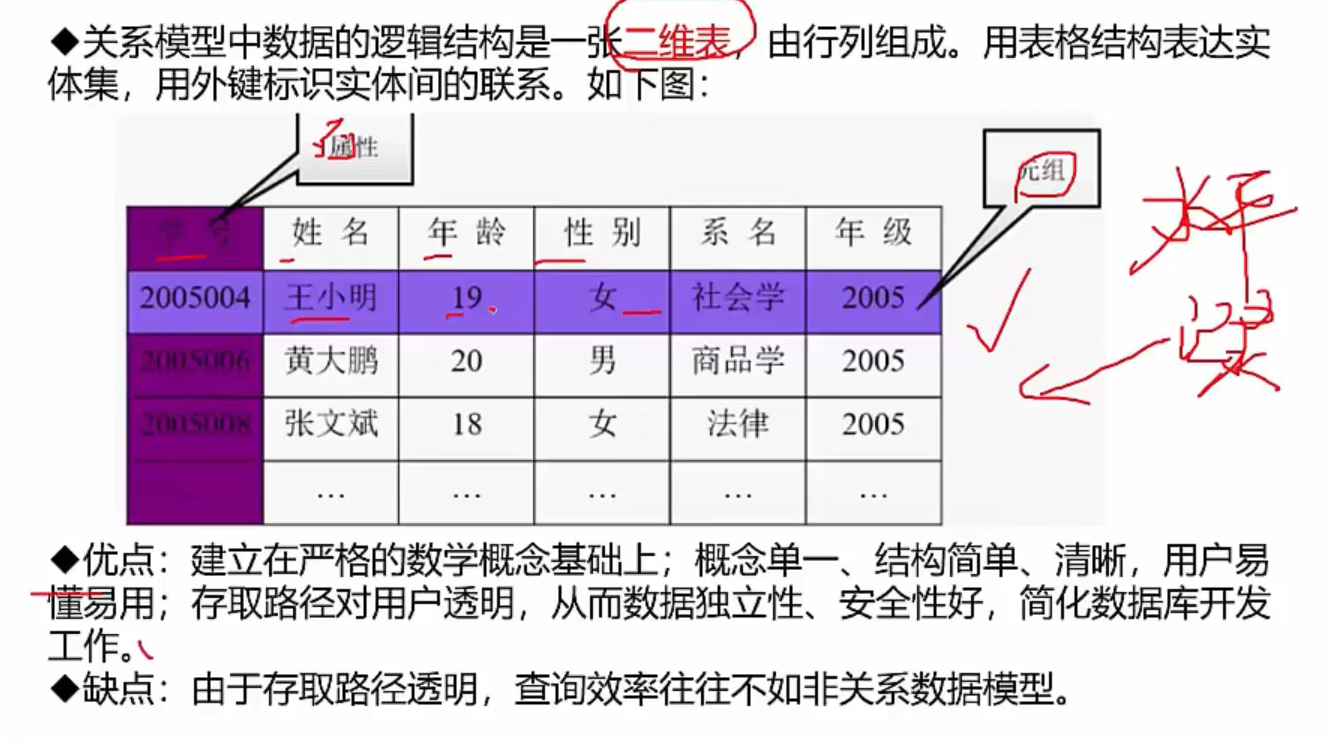 ◆关系模型中数据的逻辑结构是一张二维表，由行列组成。用表格结构表达实
体集，用外键标识实体间的联系。如下图：
列 属性
元组
水平
学 号 姓 名 年 龄 性 别 系 名 年 级
2005004 王小明 19 女 社会学 2005
记录
2005006 黄大鹏 20 男 商品学 2005
2005008 张文斌 18 女 法律 2005
… … … … …
◆优点：建立在严格的数学概念基础上；概念单一、结构简单、清晰，用户易
懂易用；存取路径对用户透明，从而数据独立性、安全性好，简化数据库开发
工作。
◆缺点：由于存取路径透明，查询效率往往不如非关系数据模型。